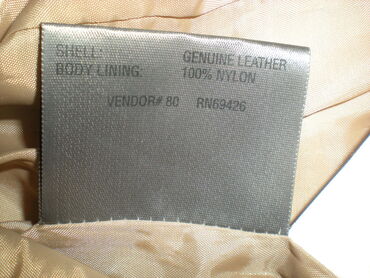 SHELL: GENUINE LEATHER
BODY LINING: 100% NYLON
VENDOR# 80 RN69426